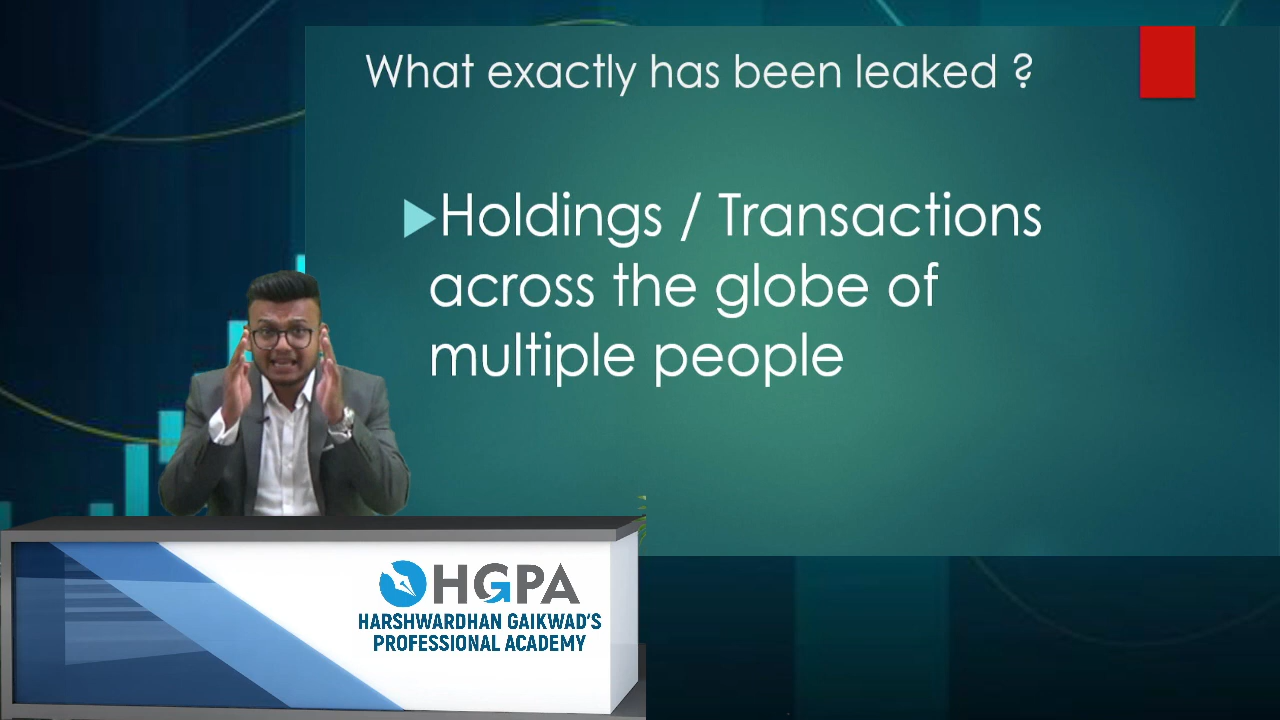 What exactly has been leaked ?
Holdings / Transactions
across the globe of
multiple people
HGPA
HARSHWARDHAN GAIKWAD'S
PROFESSIONAL ACADEMY